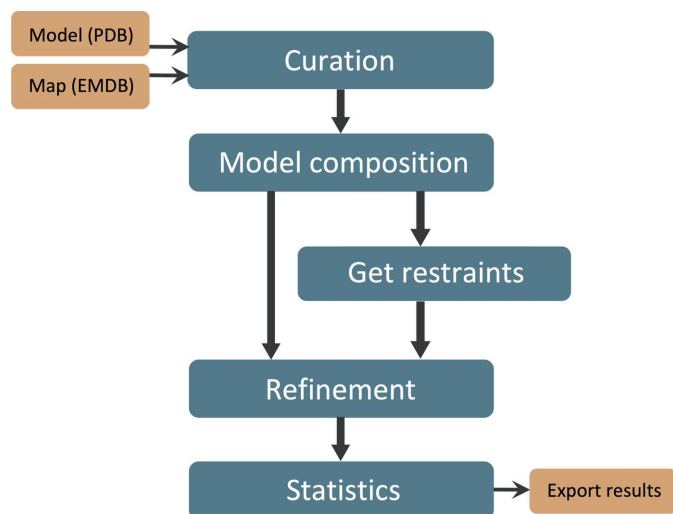 Model (PDB)
Map (EMDB)
Curation
Model composition
Get restraints
Refinement
Statistics
Export results